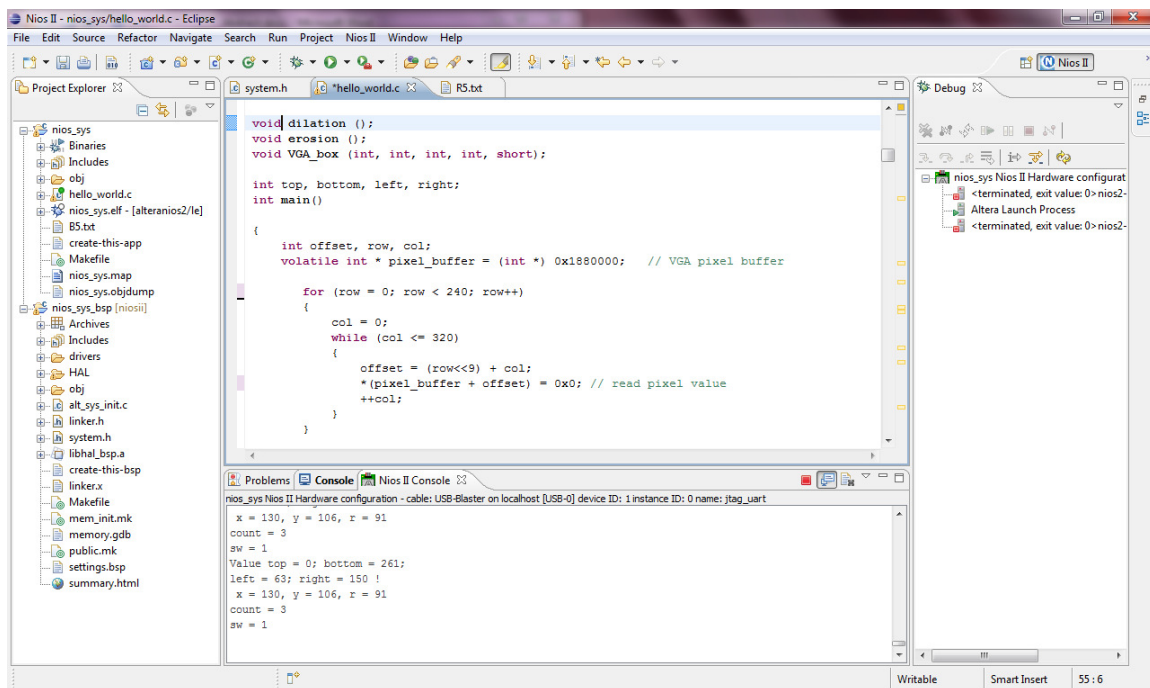 Nios II - nios_sys/hello_world.c - Eclipse
File Edit Source Refactor Navigate Search Run Project Nios II Window Help
Nios II
Project Explorer
nios_sys
Binaries
Includes
obj
hello_world.c
nios_sys.elf - [alteranios2/le]
B5.txt
create-this-app
Makefile
nios_sys.map
nios_sys.objdump
nios_sys_bsp [niosii]
Archives
Includes
drivers
HAL
obj
alt_sys_init.c
linker.h
system.h
libhal_bsp.a
create-this-bsp
linker.x
Makefile
mem_init.mk
memory.gdb
public.mk
settings.bsp
summary.html
system.h *hello_world.c R5.txt
void dilation ();
void erosion ();
void VGA_box (int, int, int, int, short);
int top, bottom, left, right;
int main()
{
int offset, row, col;
volatile int * pixel_buffer = (int *) 0x1880000; // VGA pixel buffer
for (row = 0; row < 240; row++)
{
col = 0;
while (col <= 320)
{
offset = (row<<9) + col;
*(pixel_buffer + offset) = 0x0; // read pixel value
++col;
}
}
Problems Console Nios II Console
nios_sys Nios II Hardware configuration - cable: USB-Blaster on localhost [USB-0] device ID: 1 instance ID: 0 name: jtag_uart
x = 130, y = 106, r = 91
count = 3
sw = 1
Value top = 0; bottom = 261;
left = 63; right = 150 !
x = 130, y = 106, r = 91
count = 3
sw = 1
Debug
nios_sys Nios II Hardware configurat
<terminated, exit value: 0>nios2-
Altera Launch Process
<terminated, exit value: 0>nios2-
Writable Smart Insert 55 : 6